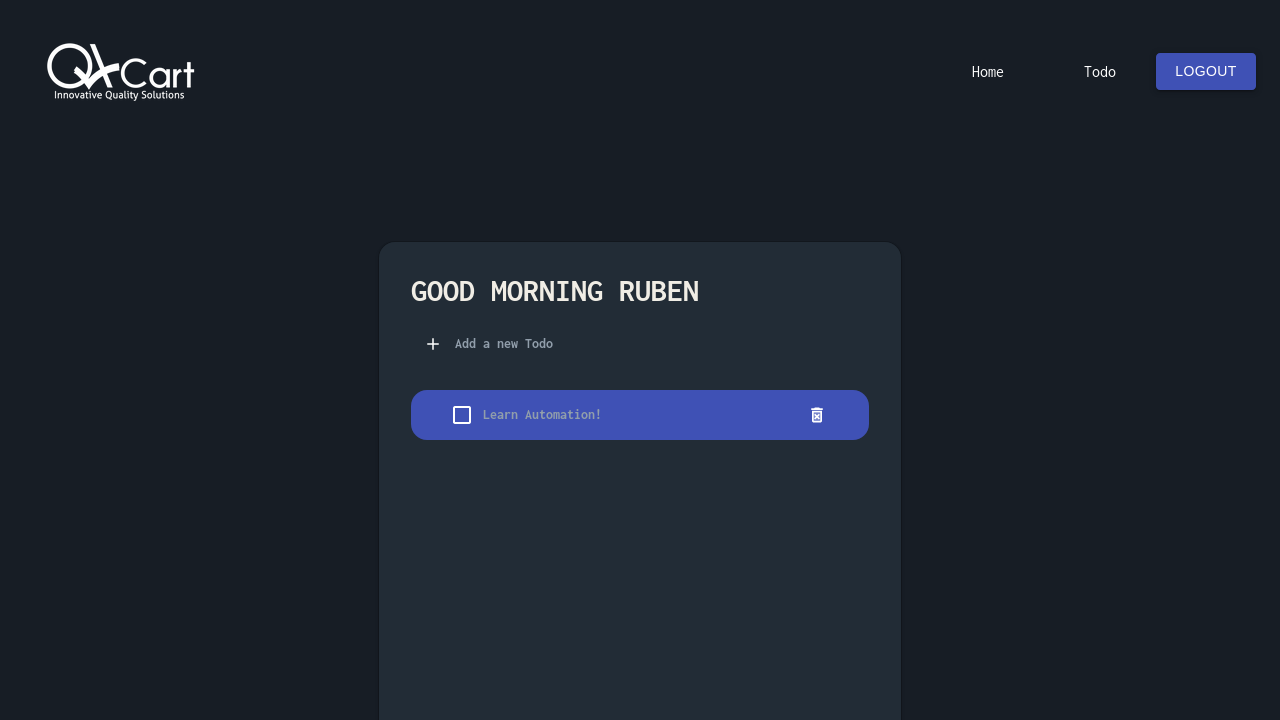 QACart
Innovative Quality Solutions
Home
Todo
LOGOUT
GOOD MORNING RUBEN
Add a new Todo
Learn Automation!